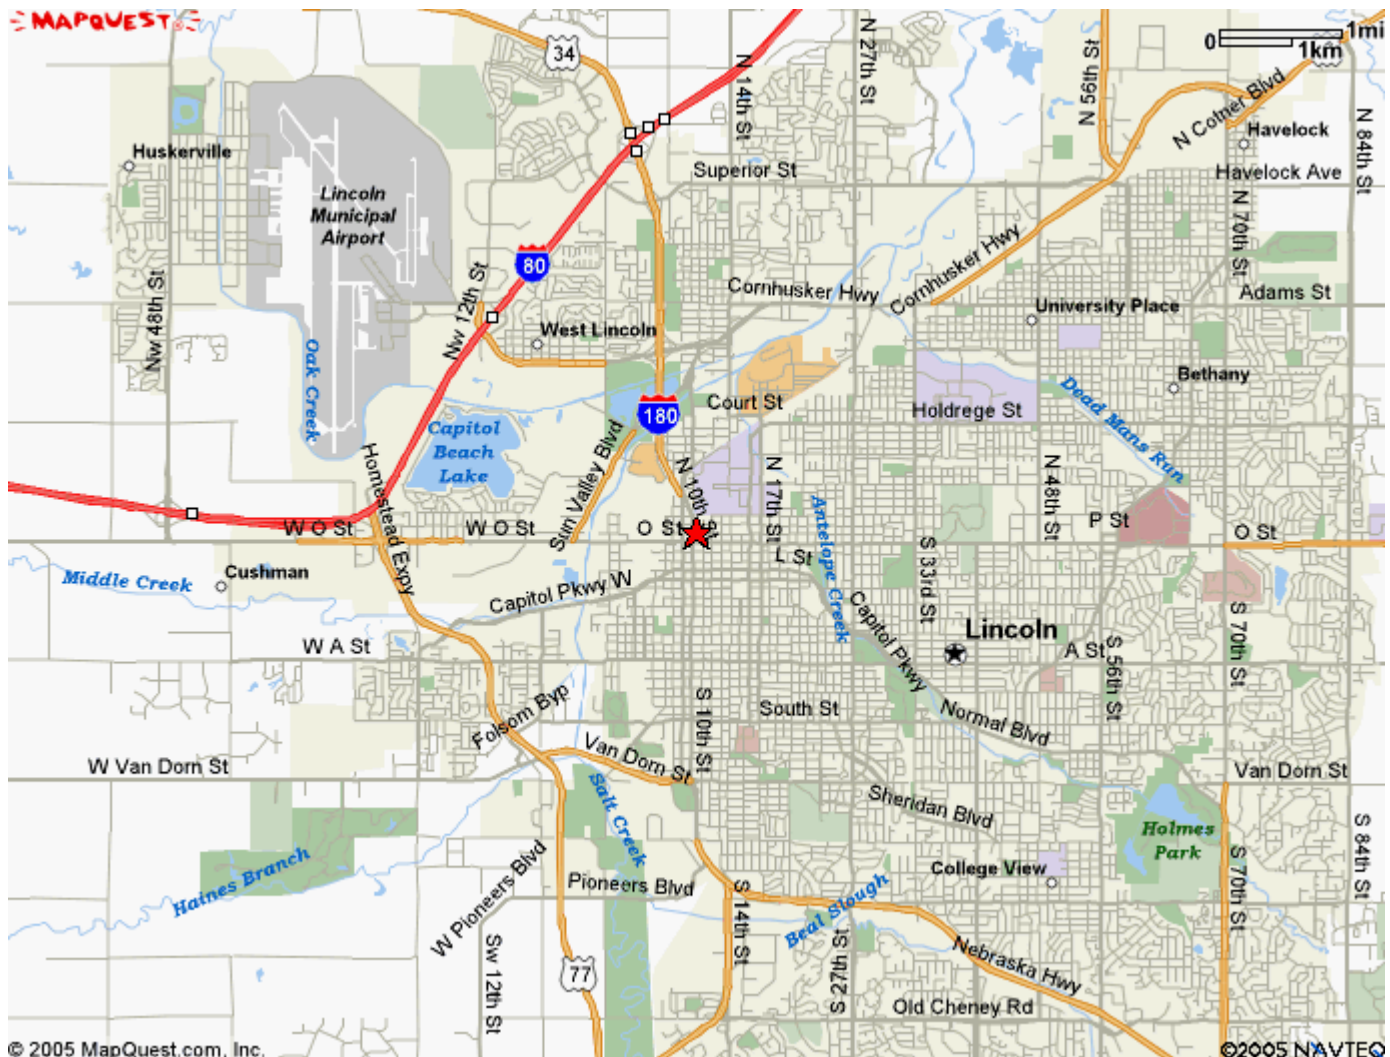 MAPQUEST
34
N 14th St
N 27th St
N 56th St
0
1mi
1km
N Cotner Blvd
Havelock
Havelock Ave
N 84th St
Huskerville
Lincoln
Municipal
Airport
Superior St
N 70th St
80
Nw 48th St
Nw 12th St
Cornhusker Hwy
Cornhusker Hwy
Adams St
University Place
West Lincoln
Oak Creek
Bethany
Dead Mans Run
180
Court St
Holdrege St
Capitol
Beach
Lake
Homestead Expy
Sun Valley Blvd
N 10th St
N 17th St
Antelope Creek
N 48th St
P St
W O St
W O St
O St
O St
L St
S 33rd St
Middle Creek
Cushman
Capitol Pkwy W
Capitol Pkwy
Lincoln
W A St
A St
S 56th St
S 70th St
Folsom Byp
S 10th St
South St
Normal Blvd
W Van Dorn St
Van Dorn St
Van Dorn St
Salt Creek
Sheridan Blvd
Holmes
Park
S 84th St
Haines Branch
W Pioneers Blvd
Pioneers Blvd
College View
S 70th St
S 14th St
Beal Slough
Sw 12th St
77
S 27th St
Nebraska Hwy
Old Cheney Rd
© 2005 MapQuest.com, Inc.
©2005 NAVTEQ